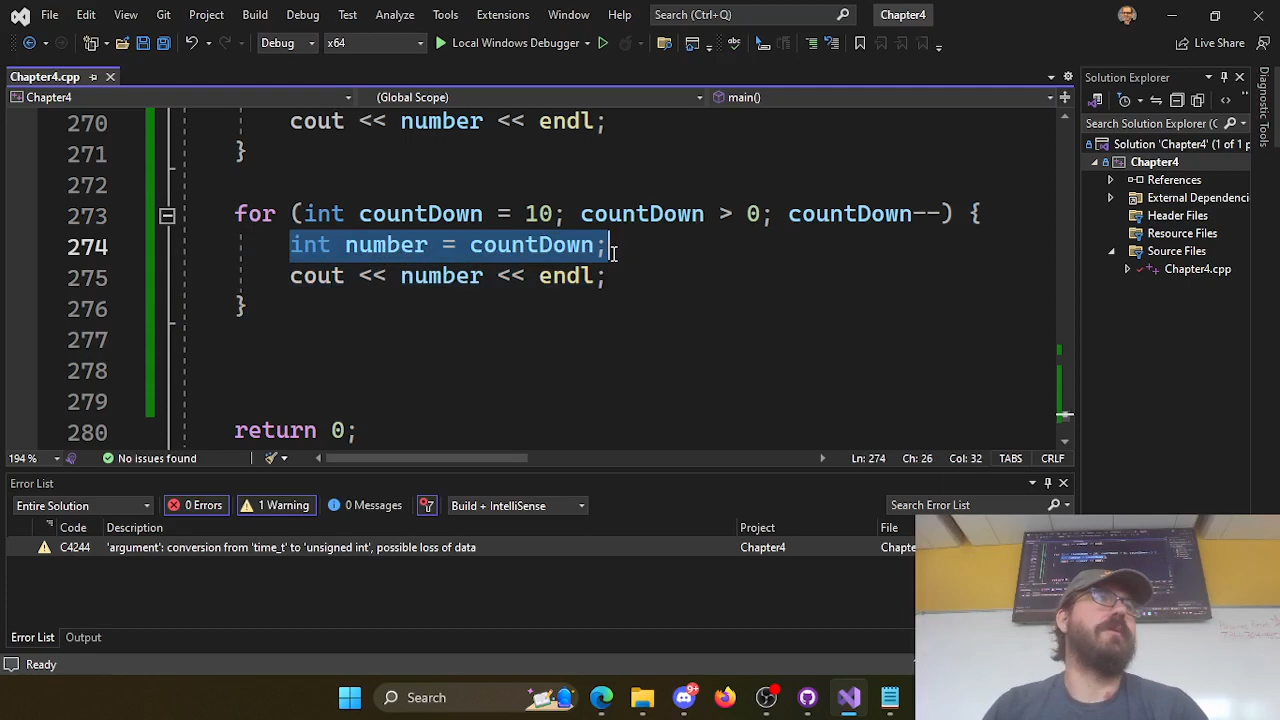 File Edit View Git Project Build Debug Test Analyze Tools Extensions Window Help Search (Ctrl+Q) Chapter4
Debug x64 Local Windows Debugger Live Share
Chapter4.cpp
Chapter4 (Global Scope) main()
270 cout << number << endl;
271 }
272
273 for (int countDown = 10; countDown > 0; countDown--) {
274 int number = countDown;
275 cout << number << endl;
276 }
277
278
279
280 return 0;
194 % No issues found Ln: 274 Ch: 26 Col: 32 TABS CRLF
Solution Explorer
Search Solution Explorer (C
Solution 'Chapter4' (1 of 1 p
Chapter4
References
External Dependenc
Header Files
Resource Files
Source Files
Chapter4.cpp
Diagnostic Tools
Error List
Entire Solution 0 Errors 1 Warning 0 Messages Build + IntelliSense Search Error List
Code Description Project File
C4244 'argument': conversion from 'time_t' to 'unsigned int', possible loss of data Chapter4 Chapte
Error List Output
Ready
Search
9+